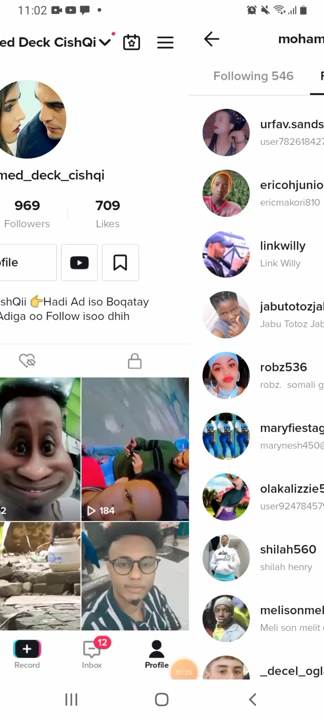 11:02
ed Deck CishQi
med_deck_cishqi
969
Followers
709
Likes
ofile
shQii 👉Hadi Ad iso Boqatay
Adiga oo Follow isoo dhih
2
184
Record
12
Inbox
Profile
moham
Following 546
F
urfav.sands
user782618427
ericohjunio
ericmakori810
linkwilly
Link Willy
jabutotozjal
Jabu Totoz Jab
robz536
robz. somali g
maryfiestag
marynesh450@
olakalizzie5
user924784575
shilah560
shilah henry
melisonmel
Meli son melit
_decel_ogl